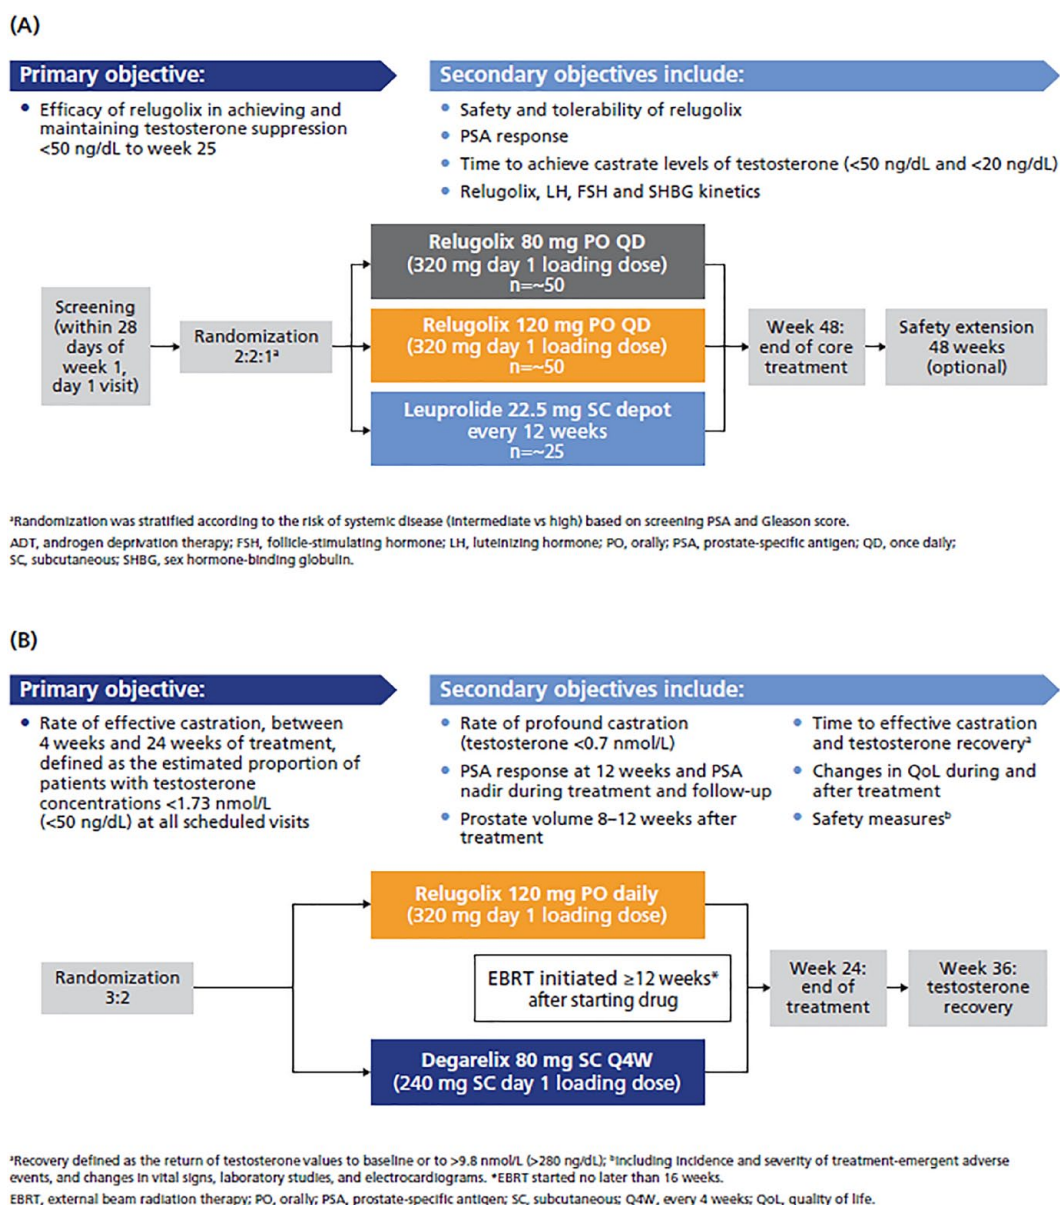 (A)
Primary objective:
• Efficacy of relugolix in achieving and
maintaining testosterone suppression
<50 ng/dL to week 25
Secondary objectives include:
• Safety and tolerability of relugolix
• PSA response
• Time to achieve castrate levels of testosterone (<50 ng/dL and <20 ng/dL)
• Relugolix, LH, FSH and SHBG kinetics
Screening
(within 28
days of
week 1,
day 1 visit)
Randomization
2:2:1ᵃ
Relugolix 80 mg PO QD
(320 mg day 1 loading dose)
n=~50
Relugolix 120 mg PO QD
(320 mg day 1 loading dose)
n=~50
Leuprolide 22.5 mg SC depot
every 12 weeks
n=~25
Week 48:
end of core
treatment
Safety extension
48 weeks
(optional)
ᵃRandomization was stratified according to the risk of systemic disease (intermediate vs high) based on screening PSA and Gleason score.
ADT, androgen deprivation therapy; FSH, follicle-stimulating hormone; LH, luteinizing hormone; PO, orally; PSA, prostate-specific antigen; QD, once daily;
SC, subcutaneous; SHBG, sex hormone-binding globulin.
(B)
Primary objective:
• Rate of effective castration, between
4 weeks and 24 weeks of treatment,
defined as the estimated proportion of
patients with testosterone
concentrations <1.73 nmol/L
(<50 ng/dL) at all scheduled visits
Secondary objectives include:
• Rate of profound castration
(testosterone <0.7 nmol/L)
• PSA response at 12 weeks and PSA
nadir during treatment and follow-up
• Prostate volume 8–12 weeks after
treatment
• Time to effective castration
and testosterone recoveryᵃ
• Changes in QoL during and
after treatment
• Safety measuresᵇ
Randomization
3:2
Relugolix 120 mg PO daily
(320 mg day 1 loading dose)
EBRT initiated ≥12 weeks*
after starting drug
Degarelix 80 mg SC Q4W
(240 mg SC day 1 loading dose)
Week 24:
end of
treatment
Week 36:
testosterone
recovery
ᵃRecovery defined as the return of testosterone values to baseline or to >9.8 nmol/L (>280 ng/dL); ᵇIncluding incidence and severity of treatment-emergent adverse
events, and changes in vital signs, laboratory studies, and electrocardiograms. *EBRT started no later than 16 weeks.
EBRT, external beam radiation therapy; PO, orally; PSA, prostate-specific antigen; SC, subcutaneous; Q4W, every 4 weeks; QoL, quality of life.